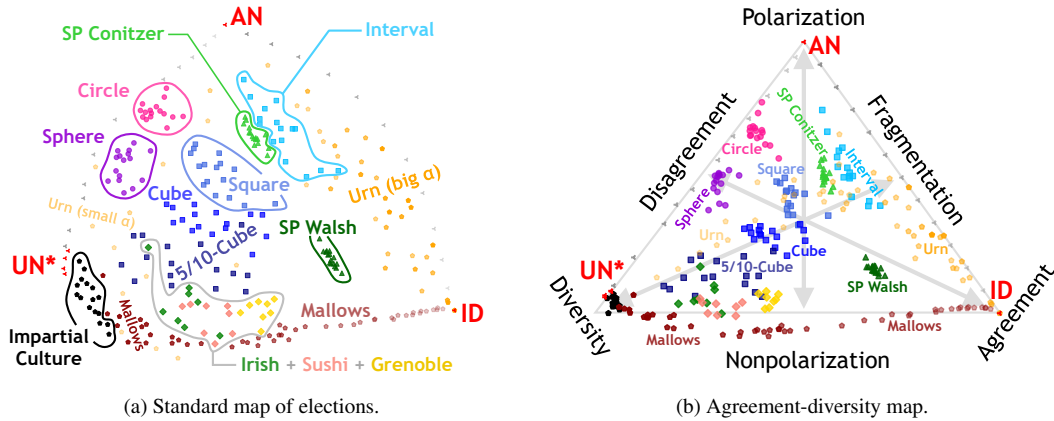 AN
SP Conitzer
Interval
Circle
Sphere
Cube
Square
Urn (big α)
Urn (small α)
SP Walsh
UN*
5/10-Cube
Mallows
Mallows
ID
Impartial
Culture
Irish + Sushi + Grenoble
(a) Standard map of elections.
Polarization
AN
Disagreement
Fragmentation
SP Conitzer
Circle
Interval
Square
Sphere
Urn
Cube
Urn
5/10-Cube
SP Walsh
UN*
ID
Diversity
Agreement
Mallows
Mallows
Nonpolarization
(b) Agreement-diversity map.